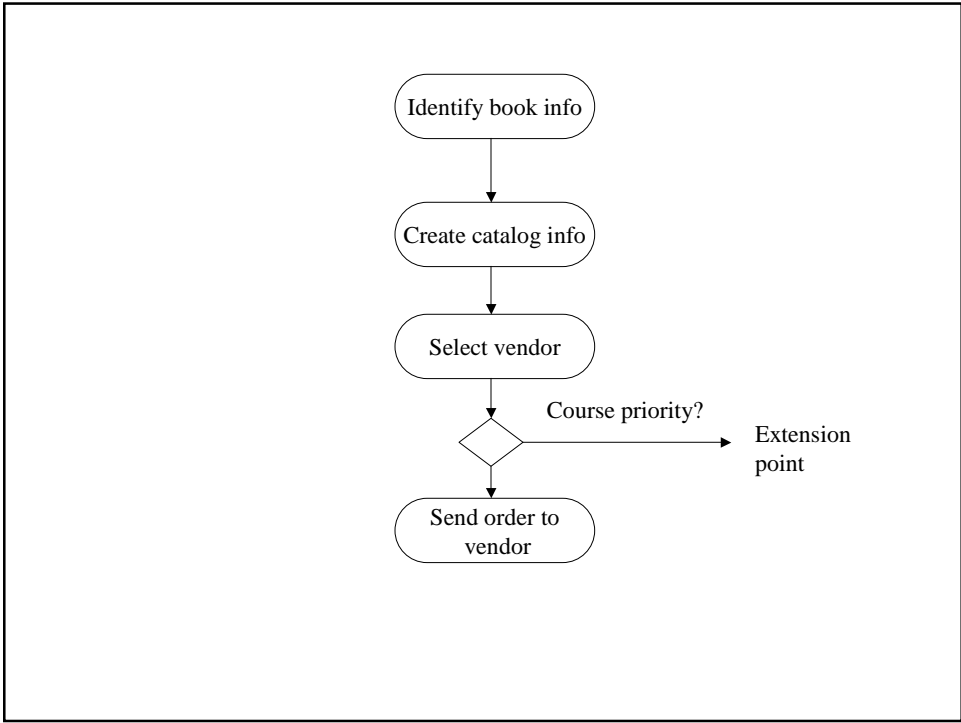 Identify book info
Create catalog info
Select vendor
Course priority?
Extension
point
Send order to
vendor